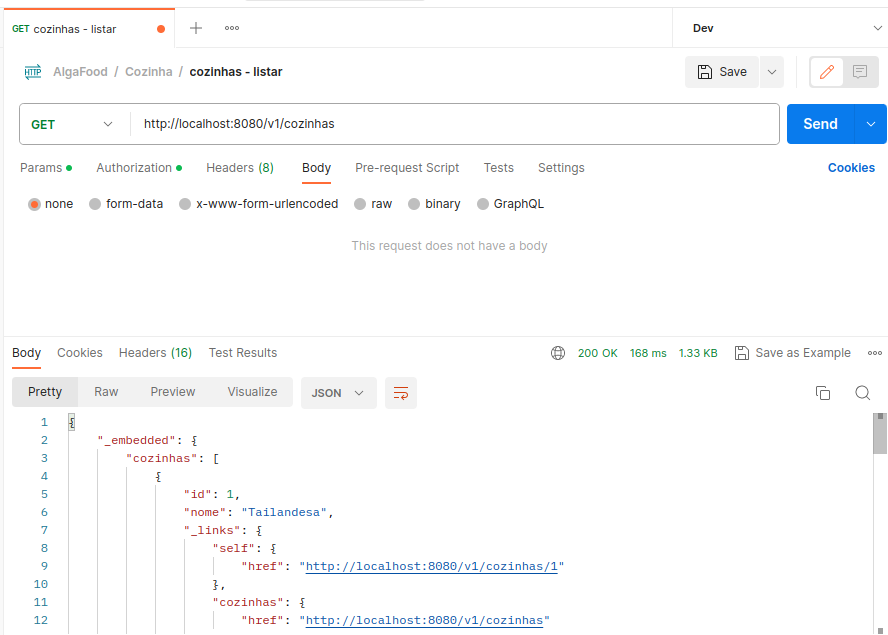 GET cozinhas - listar
Dev
HTTP AlgaFood / Cozinha / cozinhas - listar
Save
GET http://localhost:8080/v1/cozinhas
Send
Params Authorization Headers (8) Body Pre-request Script Tests Settings
Cookies
none form-data x-www-form-urlencoded raw binary GraphQL
This request does not have a body
Body Cookies Headers (16) Test Results
200 OK 168 ms 1.33 KB Save as Example
Pretty Raw Preview Visualize JSON
1 {
2 "_embedded": {
3 "cozinhas": [
4 {
5 "id": 1,
6 "nome": "Tailandesa",
7 "_links": {
8 "self": {
9 "href": "http://localhost:8080/v1/cozinhas/1"
10 },
11 "cozinhas": {
12 "href": "http://localhost:8080/v1/cozinhas"